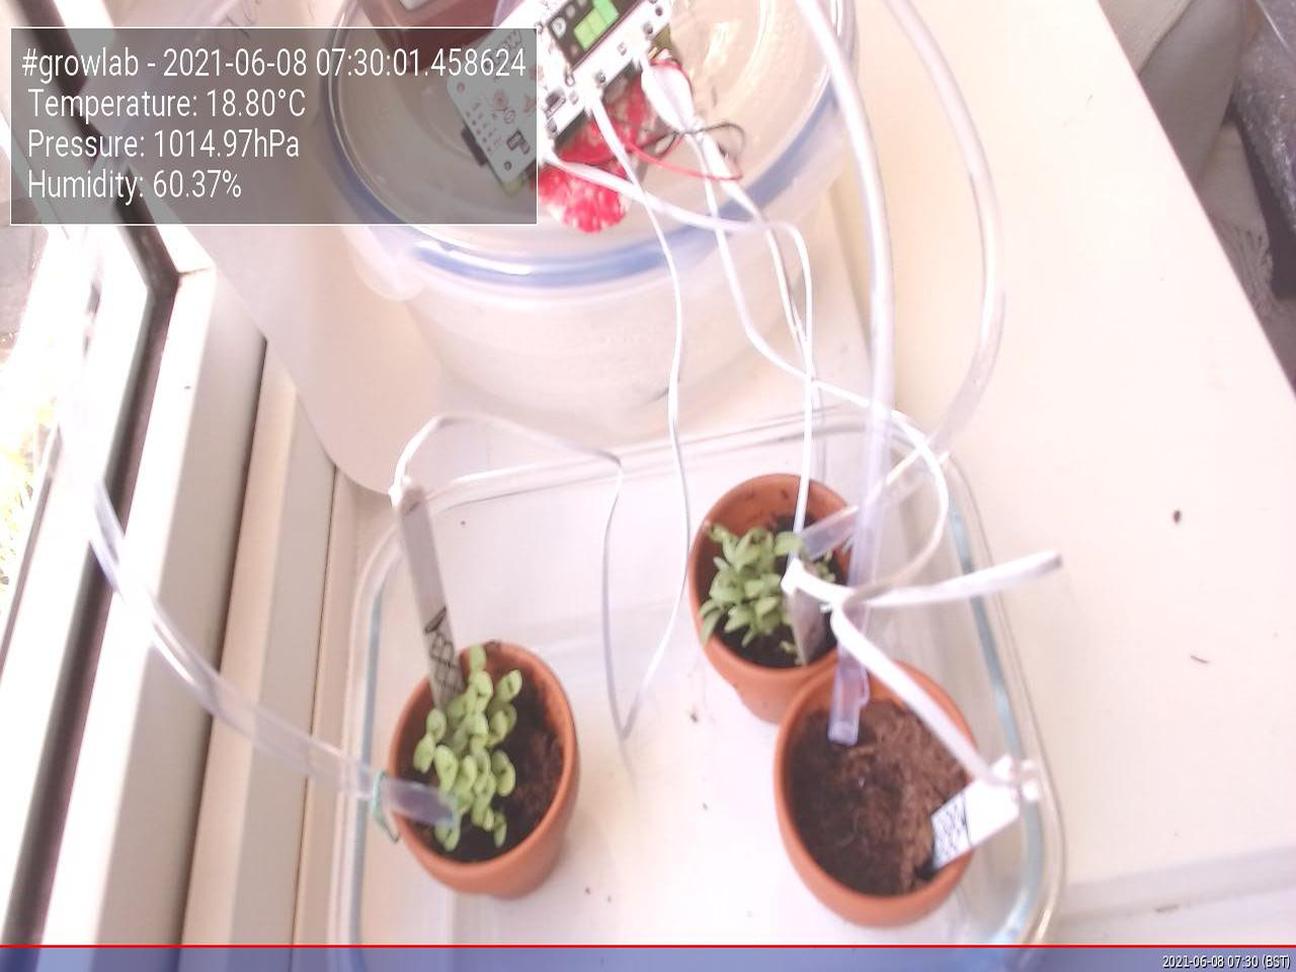 #growlab - 2021-06-08 07:30:01.458624
Temperature: 18.80°C
Pressure: 1014.97hPa
Humidity: 60.37%
2021-06-08 07:30 (BST)